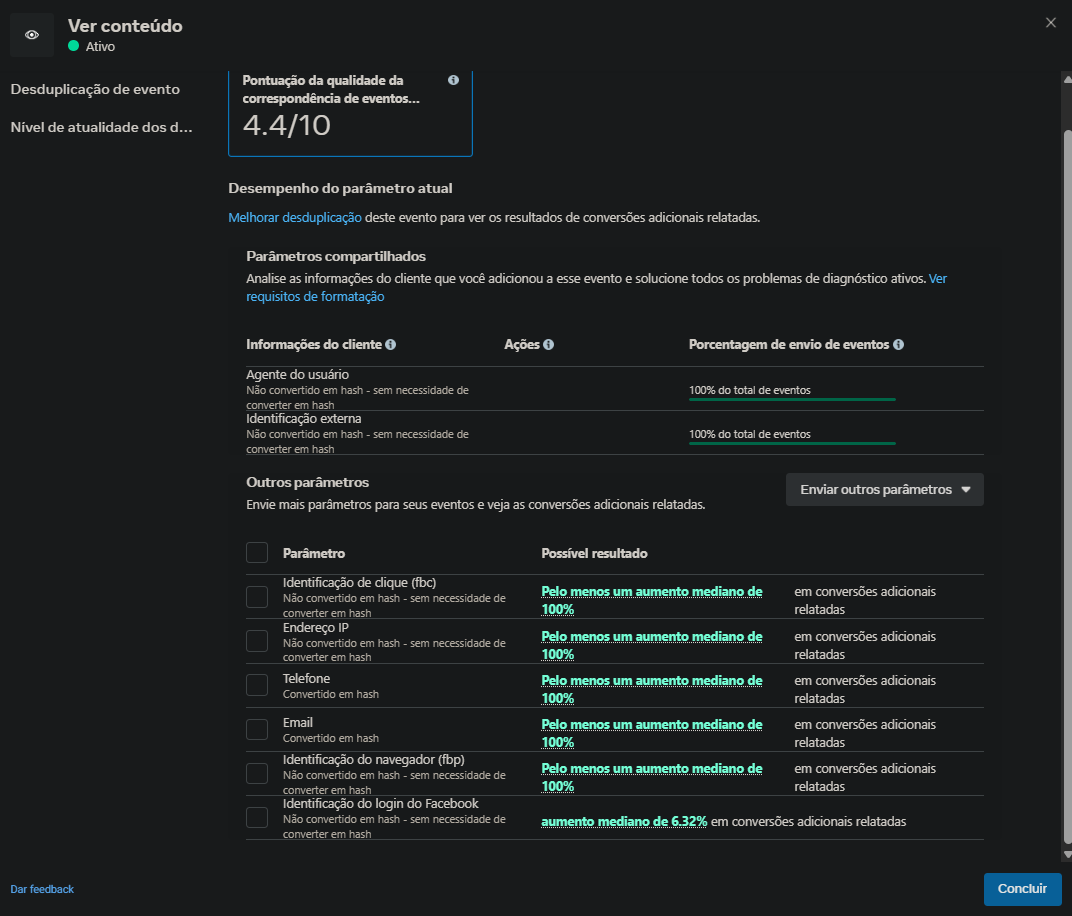 Ver conteúdo
Ativo
Desduplicação de evento
Nível de atualidade dos d...
Pontuação da qualidade da
correspondência de eventos...
4.4/10
Desempenho do parâmetro atual
Melhorar desduplicação deste evento para ver os resultados de conversões adicionais relatadas.
Parâmetros compartilhados
Analise as informações do cliente que você adicionou a esse evento e solucione todos os problemas de diagnóstico ativos. Ver
requisitos de formatação
Informações do cliente Ações Porcentagem de envio de eventos
Agente do usuário
Não convertido em hash - sem necessidade de
converter em hash
100% do total de eventos
Identificação externa
Não convertido em hash - sem necessidade de
converter em hash
100% do total de eventos
Outros parâmetros
Envie mais parâmetros para seus eventos e veja as conversões adicionais relatadas.
Enviar outros parâmetros
Parâmetro Possível resultado
Identificação de clique (fbc)
Não convertido em hash - sem necessidade de
converter em hash
Pelo menos um aumento mediano de
100%
em conversões adicionais
relatadas
Endereço IP
Não convertido em hash - sem necessidade de
converter em hash
Pelo menos um aumento mediano de
100%
em conversões adicionais
relatadas
Telefone
Convertido em hash
Pelo menos um aumento mediano de
100%
em conversões adicionais
relatadas
Email
Convertido em hash
Pelo menos um aumento mediano de
100%
em conversões adicionais
relatadas
Identificação do navegador (fbp)
Não convertido em hash - sem necessidade de
converter em hash
Pelo menos um aumento mediano de
100%
em conversões adicionais
relatadas
Identificação do login do Facebook
Não convertido em hash - sem necessidade de
converter em hash
aumento mediano de 6.32% em conversões adicionais relatadas
Dar feedback
Concluir